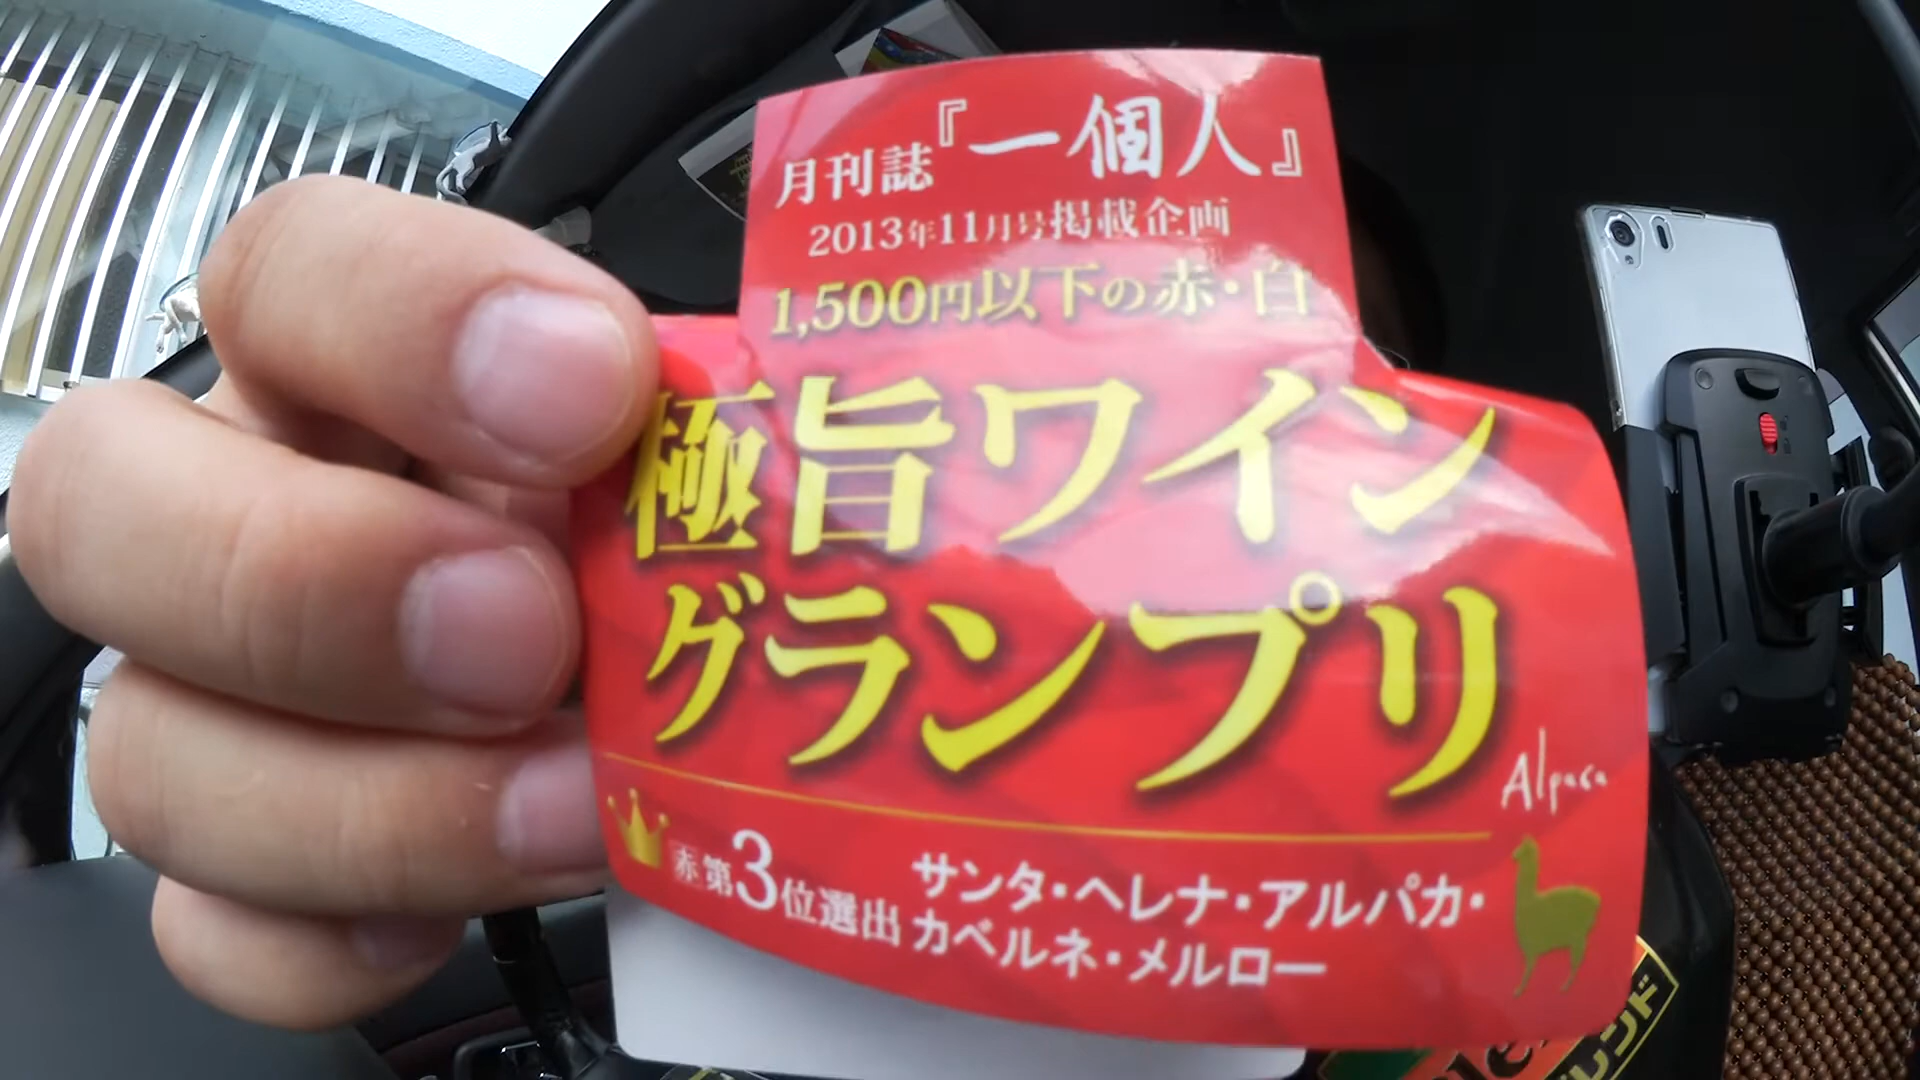 月刊誌『一個人』
2013年11月号掲載企画
1,500円以下の赤・白
極旨ワイン
グランプリ
Alpaca
赤 第3位選出
サンタ・ヘレナ・アルパカ・
カベルネ・メルロー